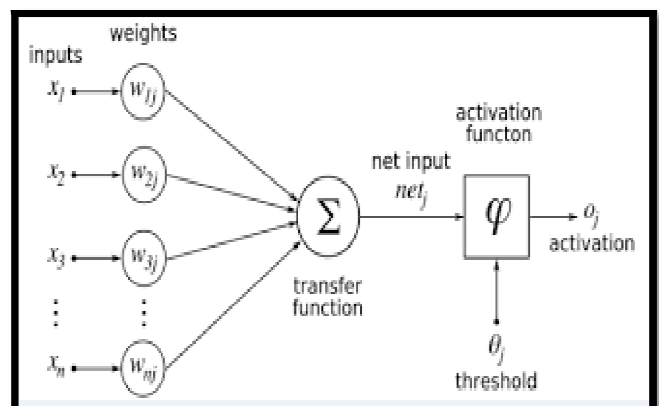 weights
inputs
x₁ w₁ⱼ
activation
functon
x₂ w₂ⱼ
net input
netⱼ
Σ
φ
oⱼ
activation
x₃ w₃ⱼ
transfer
function
⋮ ⋮
xₙ wₙⱼ
θⱼ
threshold